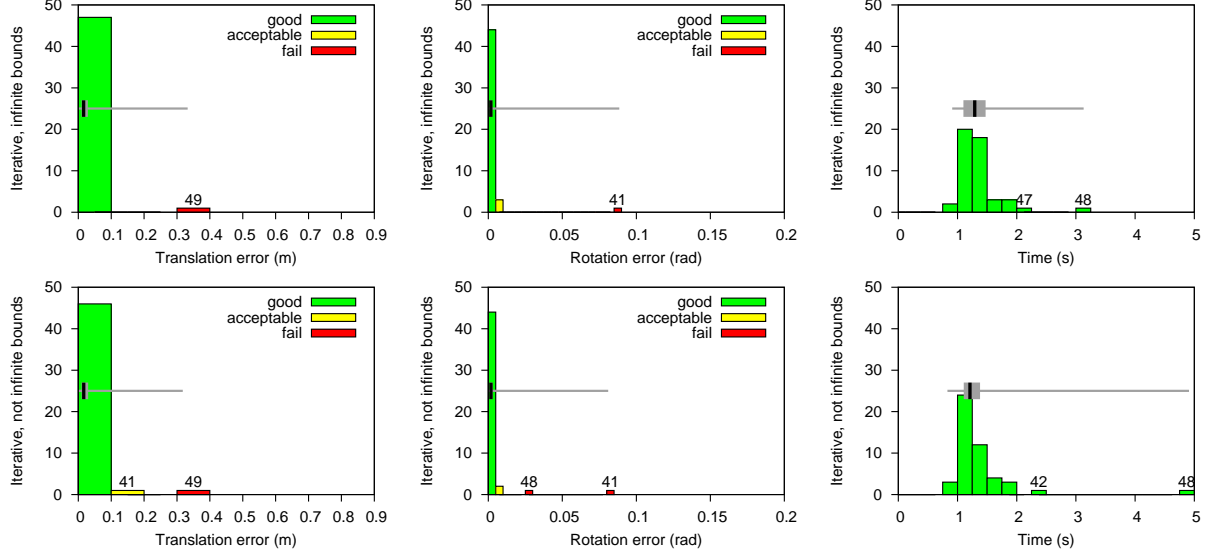 50
40
30
20
10
0
Iterative, infinite bounds
good
acceptable
fail
49
0 0.1 0.2 0.3 0.4 0.5 0.6 0.7 0.8 0.9
Translation error (m)
50
40
30
20
10
0
Iterative, infinite bounds
good
acceptable
fail
41
0 0.05 0.1 0.15 0.2
Rotation error (rad)
50
40
30
20
10
0
Iterative, infinite bounds
47 48
0 1 2 3 4 5
Time (s)
50
40
30
20
10
0
Iterative, not infinite bounds
good
acceptable
fail
41 49
0 0.1 0.2 0.3 0.4 0.5 0.6 0.7 0.8 0.9
Translation error (m)
50
40
30
20
10
0
Iterative, not infinite bounds
good
acceptable
fail
48 41
0 0.05 0.1 0.15 0.2
Rotation error (rad)
50
40
30
20
10
0
Iterative, not infinite bounds
42 48
0 1 2 3 4 5
Time (s)